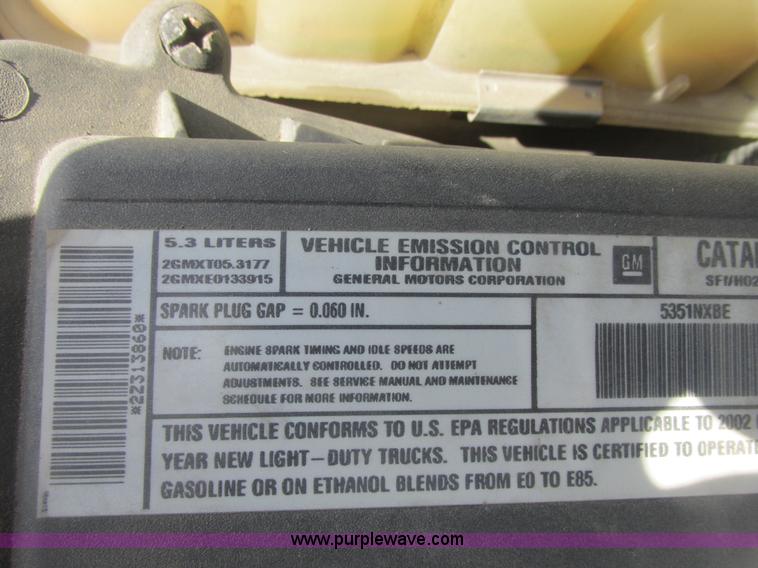 5.3 LITERS
2GMXT05.3177
2GMXE0133915
VEHICLE EMISSION CONTROL
INFORMATION
GENERAL MOTORS CORPORATION
GM
CATAL
SFI/HO2
*22313860*
SPARK PLUG GAP = 0.060 IN.
5351NXBE
NOTE: ENGINE SPARK TIMING AND IDLE SPEEDS ARE
AUTOMATICALLY CONTROLLED. DO NOT ATTEMPT
ADJUSTMENTS. SEE SERVICE MANUAL AND MAINTENANCE
SCHEDULE FOR MORE INFORMATION.
THIS VEHICLE CONFORMS TO U.S. EPA REGULATIONS APPLICABLE TO 2002
YEAR NEW LIGHT-DUTY TRUCKS. THIS VEHICLE IS CERTIFIED TO OPERATE
GASOLINE OR ON ETHANOL BLENDS FROM E0 TO E85.
www.purplewave.com